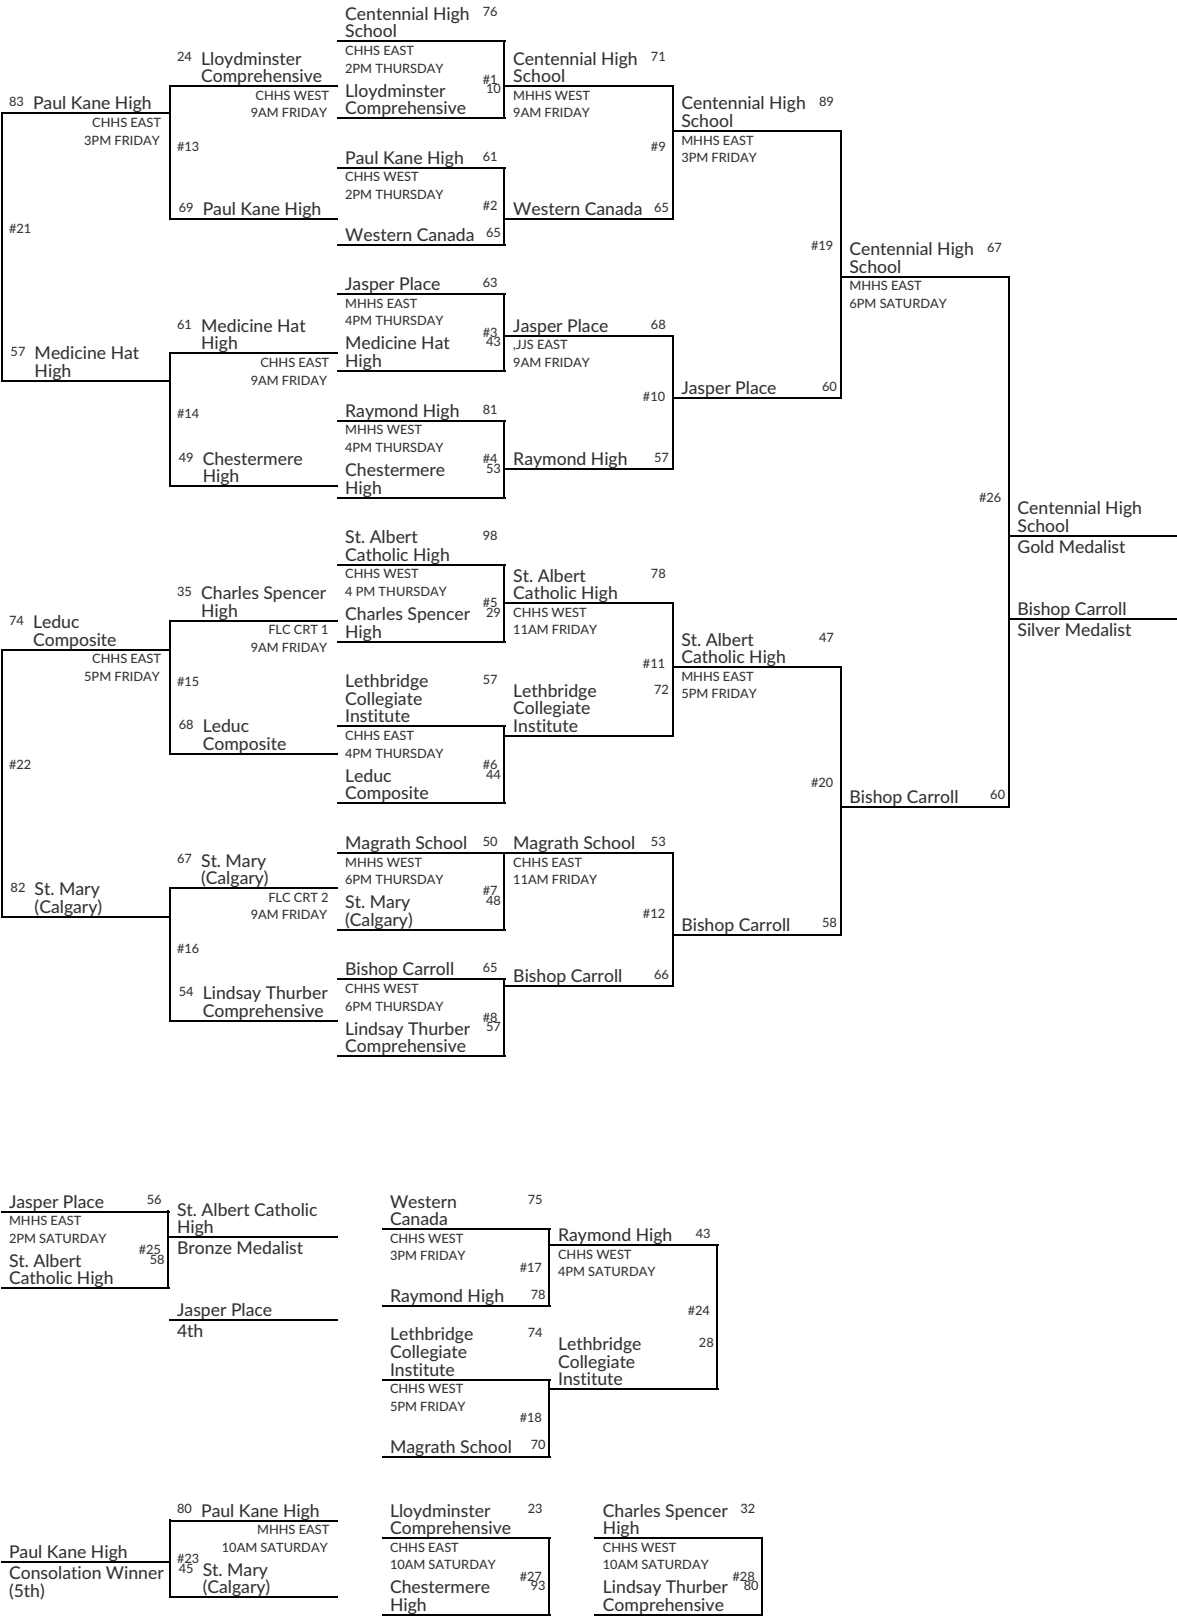 Centennial High 76
School
CHHS EAST
2PM THURSDAY
#1
Lloydminster 10
Comprehensive
24 Lloydminster
Comprehensive
CHHS WEST
9AM FRIDAY
#13
69 Paul Kane High
83 Paul Kane High
CHHS EAST
3PM FRIDAY
#21
57 Medicine Hat
High
Paul Kane High 61
CHHS WEST
2PM THURSDAY
#2
Western Canada 65
Centennial High 71
School
MHHS WEST
9AM FRIDAY
#9
Western Canada 65
Centennial High 89
School
MHHS EAST
3PM FRIDAY
#19
Jasper Place 60
Jasper Place 63
MHHS EAST
4PM THURSDAY
#3
Medicine Hat 43
High
61 Medicine Hat
High
CHHS EAST
9AM FRIDAY
#14
49 Chestermere
High
Raymond High 81
MHHS WEST
4PM THURSDAY
#4
Chestermere 53
High
Jasper Place 68
,JJS EAST
9AM FRIDAY
#10
Raymond High 57
Centennial High 67
School
MHHS EAST
6PM SATURDAY
#26
Bishop Carroll 60
Centennial High
School
Gold Medalist
Bishop Carroll
Silver Medalist
St. Albert 98
Catholic High
CHHS WEST
4 PM THURSDAY
#5
Charles Spencer 29
High
35 Charles Spencer
High
FLC CRT 1
9AM FRIDAY
#15
68 Leduc
Composite
74 Leduc
Composite
CHHS EAST
5PM FRIDAY
#22
82 St. Mary
(Calgary)
Lethbridge 57
Collegiate
Institute
CHHS EAST
4PM THURSDAY
#6
Leduc 44
Composite
St. Albert 78
Catholic High
CHHS WEST
11AM FRIDAY
#11
Lethbridge 72
Collegiate
Institute
St. Albert 47
Catholic High
MHHS EAST
5PM FRIDAY
#20
Bishop Carroll 58
Magrath School 50
MHHS WEST
6PM THURSDAY
#7
St. Mary 48
(Calgary)
67 St. Mary
(Calgary)
FLC CRT 2
9AM FRIDAY
#16
54 Lindsay Thurber
Comprehensive
Bishop Carroll 65
CHHS WEST
6PM THURSDAY
#8
Lindsay Thurber 57
Comprehensive
Magrath School 53
CHHS EAST
11AM FRIDAY
#12
Bishop Carroll 66
Jasper Place 56
MHHS EAST
2PM SATURDAY
#25
St. Albert 58
Catholic High
St. Albert Catholic
High
Bronze Medalist
Jasper Place
4th
Western 75
Canada
CHHS WEST
3PM FRIDAY
#17
Raymond High 78
Lethbridge 74
Collegiate
Institute
CHHS WEST
5PM FRIDAY
#18
Magrath School 70
Raymond High 43
CHHS WEST
4PM SATURDAY
#24
Lethbridge 28
Collegiate
Institute
80 Paul Kane High
MHHS EAST
10AM SATURDAY
#23
45 St. Mary
(Calgary)
Paul Kane High
Consolation Winner
(5th)
Lloydminster 23
Comprehensive
CHHS EAST
10AM SATURDAY
#27
Chestermere 93
High
Charles Spencer 32
High
CHHS WEST
10AM SATURDAY
#28
Lindsay Thurber 80
Comprehensive